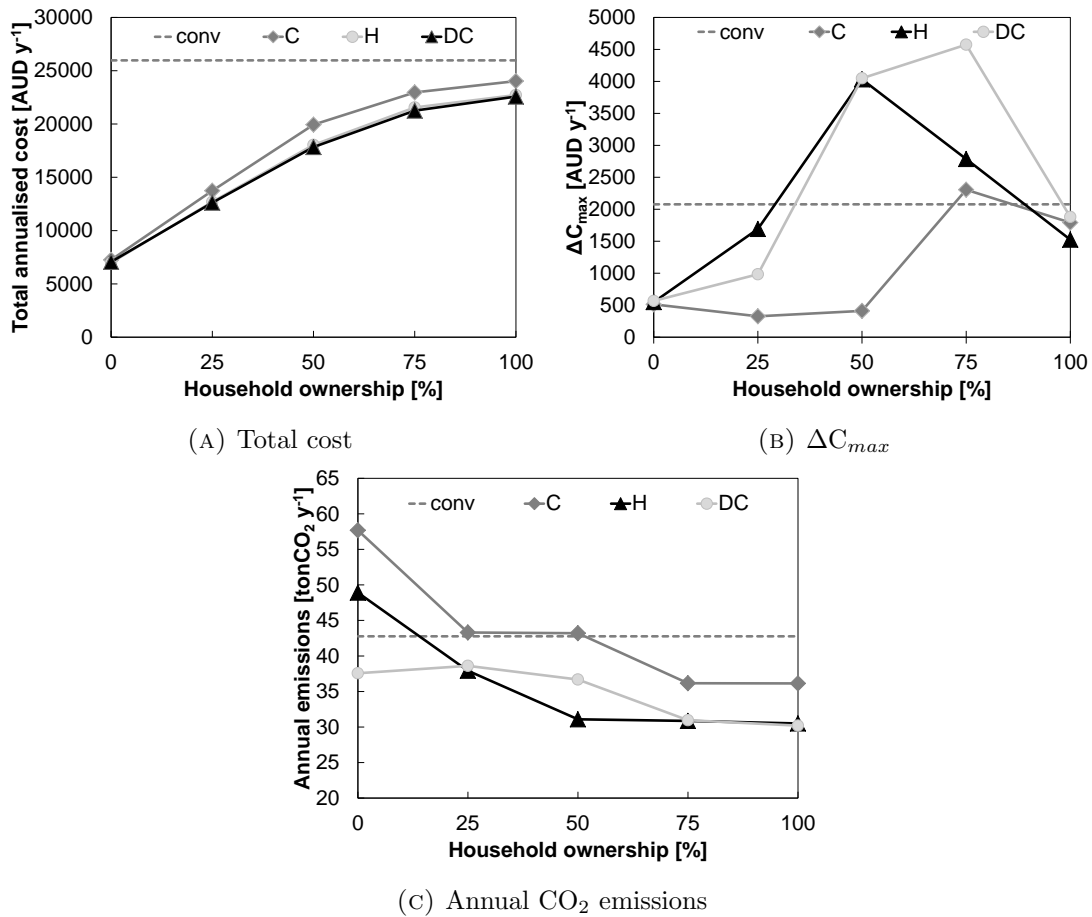 Total annualised cost [AUD y⁻¹]
30000
25000
20000
15000
10000
5000
0
conv C H DC
0 25 50 75 100
Household ownership [%]
(A) Total cost
ΔC_max [AUD y⁻¹]
5000
4500
4000
3500
3000
2500
2000
1500
1000
500
0
conv C H DC
0 25 50 75 100
Household ownership [%]
(B) ΔC_max
Annual emissions [tonCO₂ y⁻¹]
65
60
55
50
45
40
35
30
25
20
conv C H DC
0 25 50 75 100
Household ownership [%]
(C) Annual CO₂ emissions